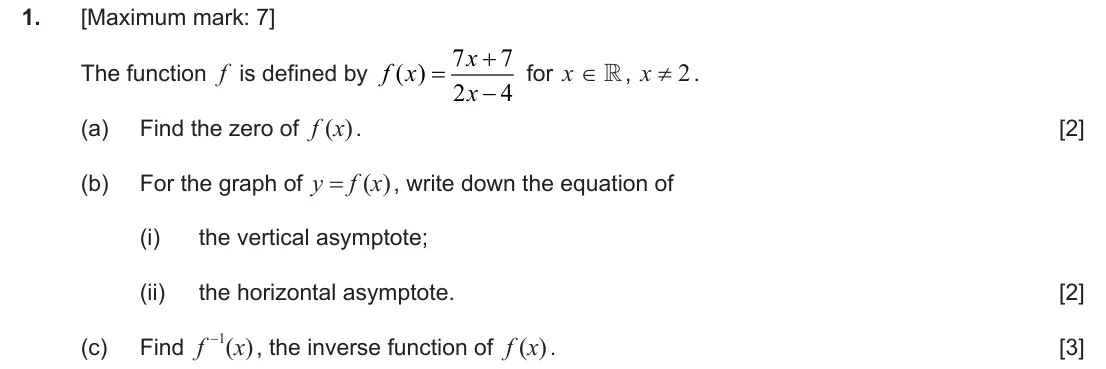 1. [Maximum mark: 7]
The function f is defined by f(x) = (7x + 7)/(2x − 4) for x ∈ ℝ, x ≠ 2.
(a) Find the zero of f(x). [2]
(b) For the graph of y = f(x), write down the equation of
(i) the vertical asymptote;
(ii) the horizontal asymptote. [2]
(c) Find f⁻¹(x), the inverse function of f(x). [3]